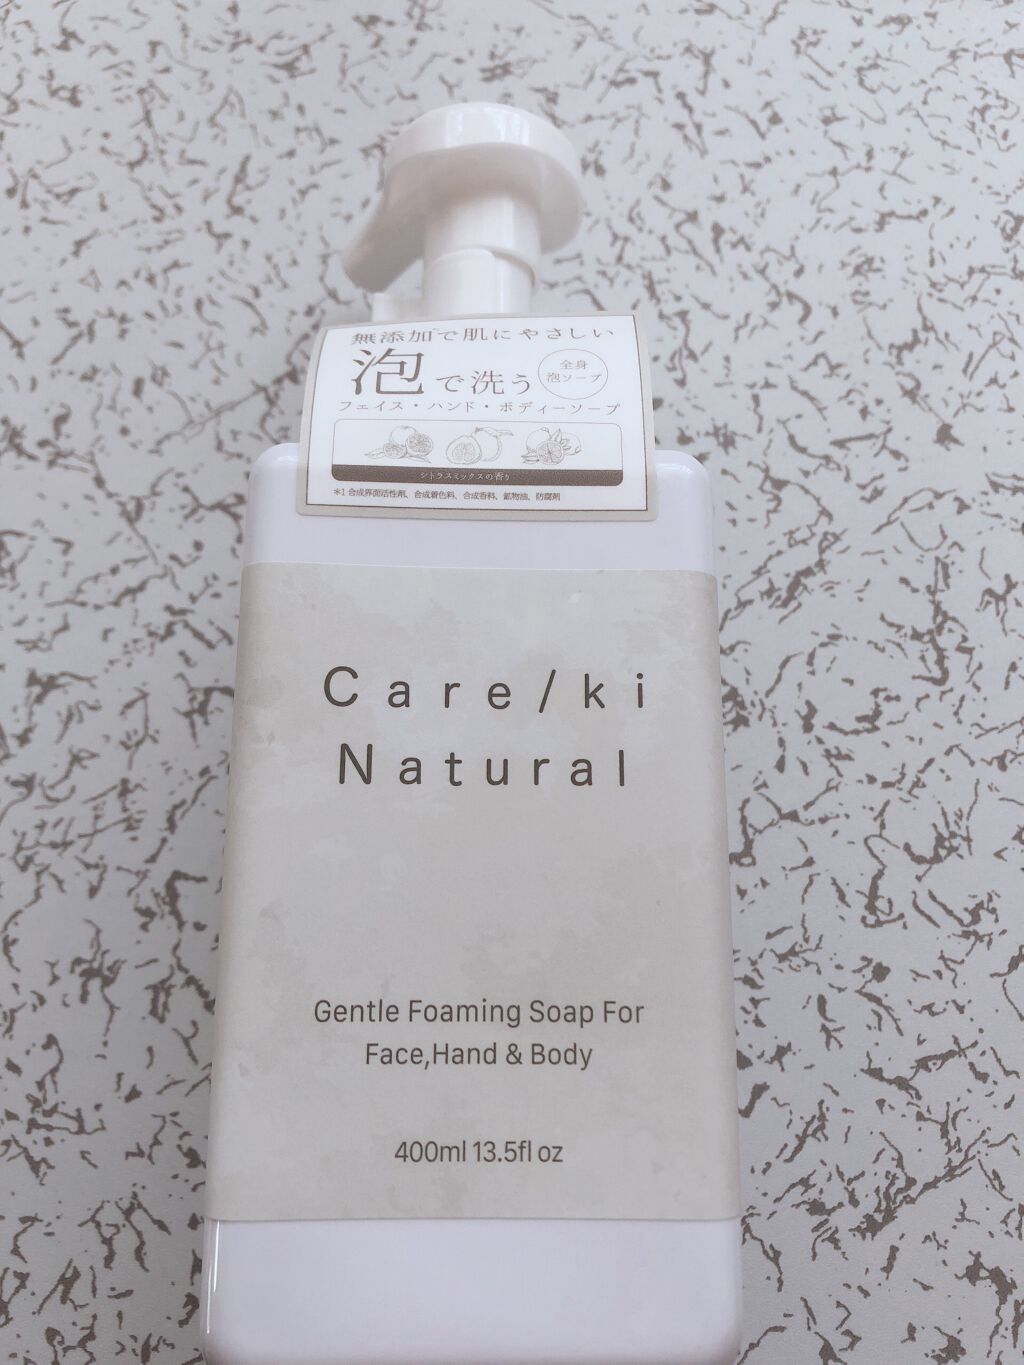 無添加で肌にやさしい
泡で洗う
全身
泡ソープ
フェイス・ハンド・ボディーソープ
シトラスミックスの香り
*1 合成界面活性剤、合成着色料、合成香料、鉱物油、防腐剤
Care/ki
Natural
Gentle Foaming Soap For
Face,Hand & Body
400ml 13.5fl oz